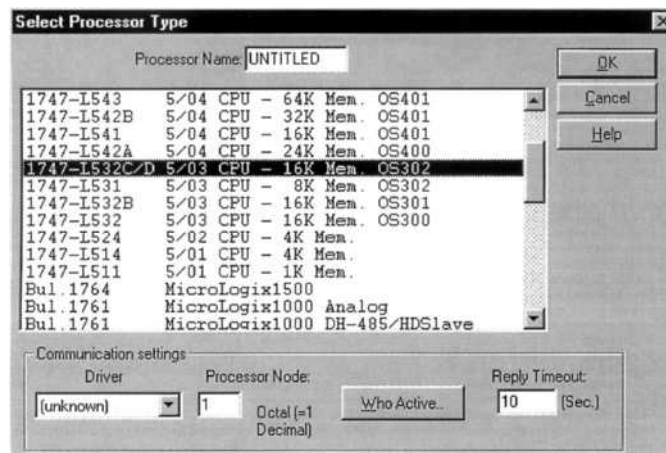 Select Processor Type
Processor Name: UNTITLED
OK
Cancel
Help
1747-L543 5/04 CPU - 64K Mem. OS401
1747-L542B 5/04 CPU - 32K Mem. OS401
1747-L541 5/04 CPU - 16K Mem. OS401
1747-L542A 5/04 CPU - 24K Mem. OS400
1747-L532C/D 5/03 CPU - 16K Mem. OS302
1747-L531 5/03 CPU - 8K Mem. OS302
1747-L532B 5/03 CPU - 16K Mem. OS301
1747-L532 5/03 CPU - 16K Mem. OS300
1747-L524 5/02 CPU - 4K Mem.
1747-L514 5/01 CPU - 4K Mem.
1747-L511 5/01 CPU - 1K Mem.
Bul.1764 MicroLogix1500
Bul.1761 MicroLogix1000 Analog
Bul.1761 MicroLogix1000 DH-485/HDSlave
Communication settings
Driver
(unknown)
Processor Node:
1
Octal (=1
Decimal)
Who Active..
Reply Timeout:
10 (Sec.)